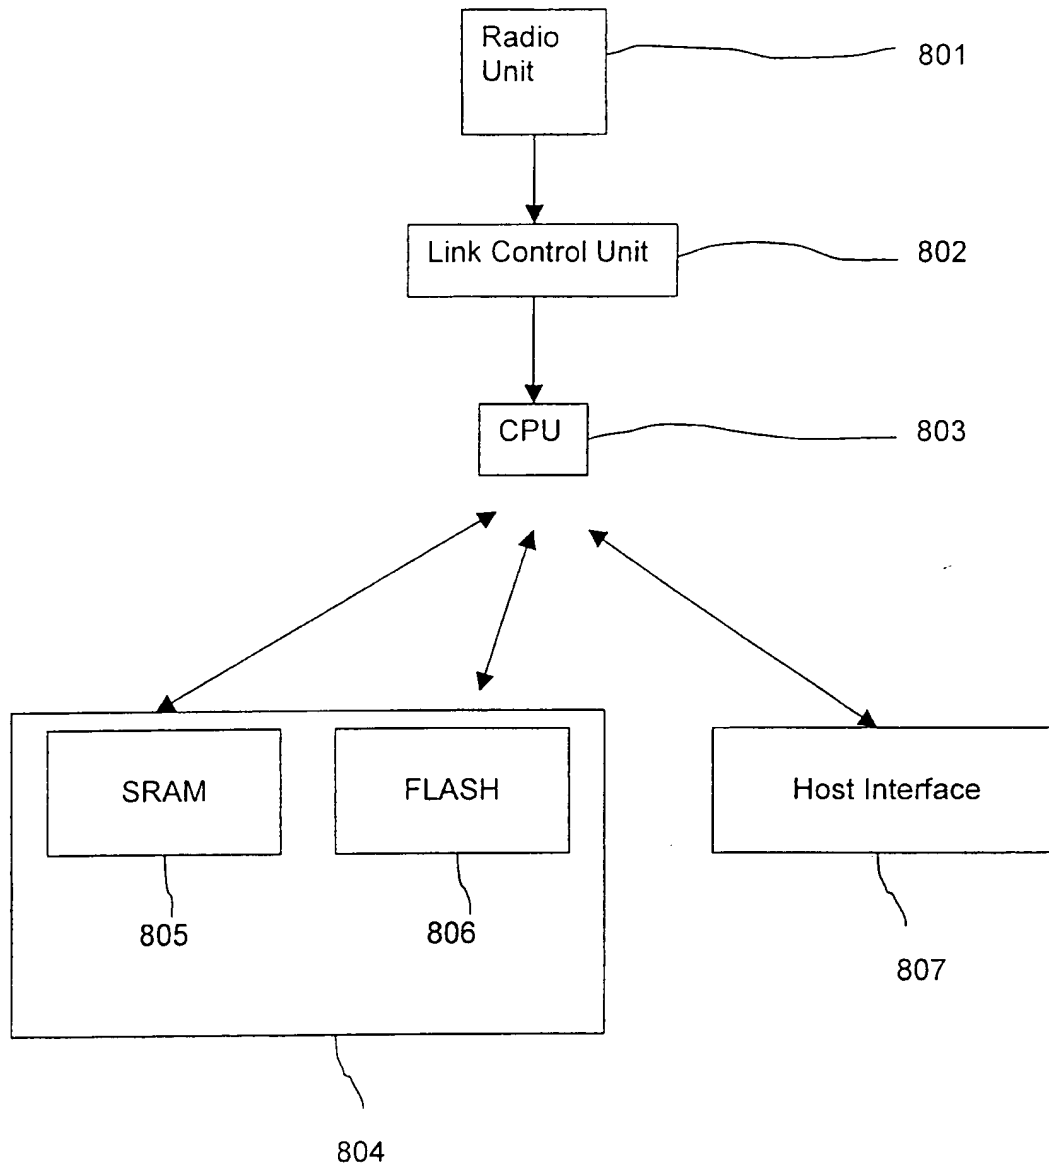 Radio
Unit
801
Link Control Unit
802
CPU
803
SRAM
FLASH
Host Interface
805
806
807
804